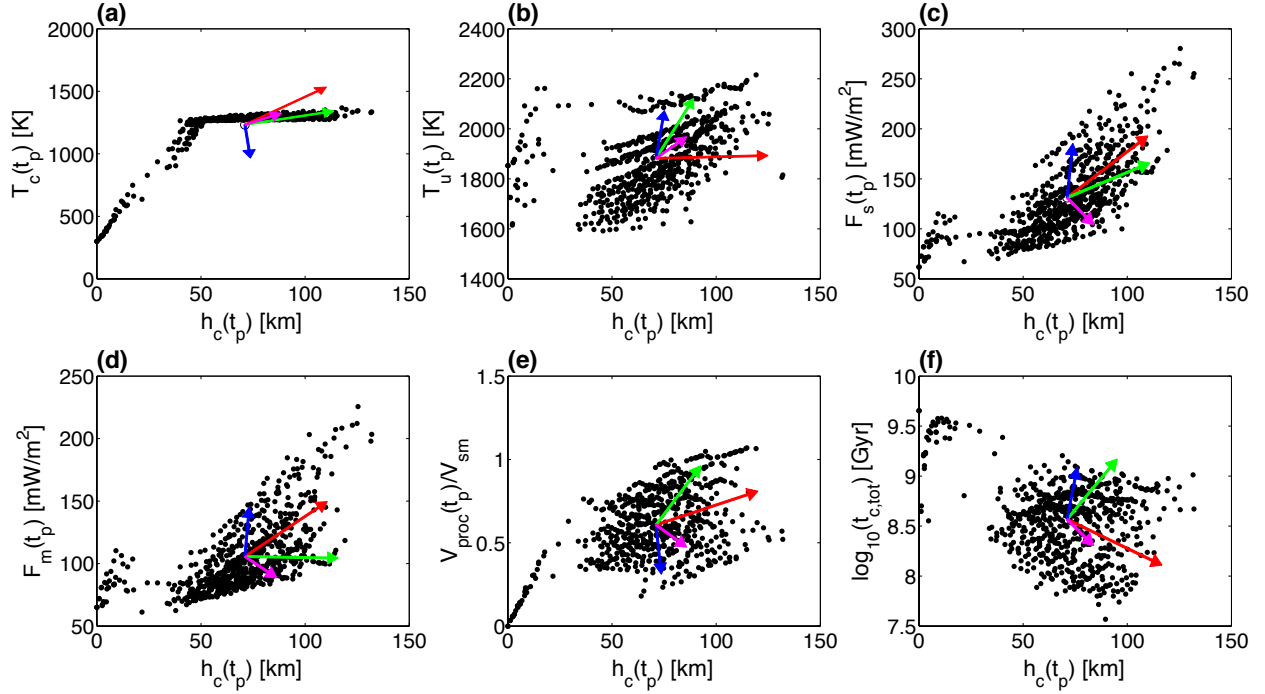 (a)
2000
1500
1000
500
0
T_c(t_p) [K]
0 50 100 150
h_c(t_p) [km]
(b)
2400
2200
2000
1800
1600
1400
T_u(t_p) [K]
0 50 100 150
h_c(t_p) [km]
(c)
300
250
200
150
100
50
F_s(t_p) [mW/m²]
0 50 100 150
h_c(t_p) [km]
(d)
250
200
150
100
50
F_m(t_p) [mW/m²]
0 50 100 150
h_c(t_p) [km]
(e)
1.5
1
0.5
0
V_proc(t_p)/V_sm
0 50 100 150
h_c(t_p) [km]
(f)
10
9.5
9
8.5
8
7.5
log_10(t_c,tot) [Gyr]
0 50 100 150
h_c(t_p) [km]